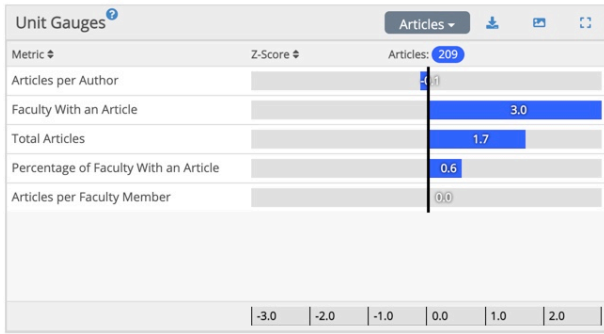 Unit Gauges?
Articles
Metric Z-Score Articles: 209
Articles per Author -0.1
Faculty With an Article 3.0
Total Articles 1.7
Percentage of Faculty With an Article 0.6
Articles per Faculty Member 0.0
-3.0 -2.0 -1.0 0.0 1.0 2.0